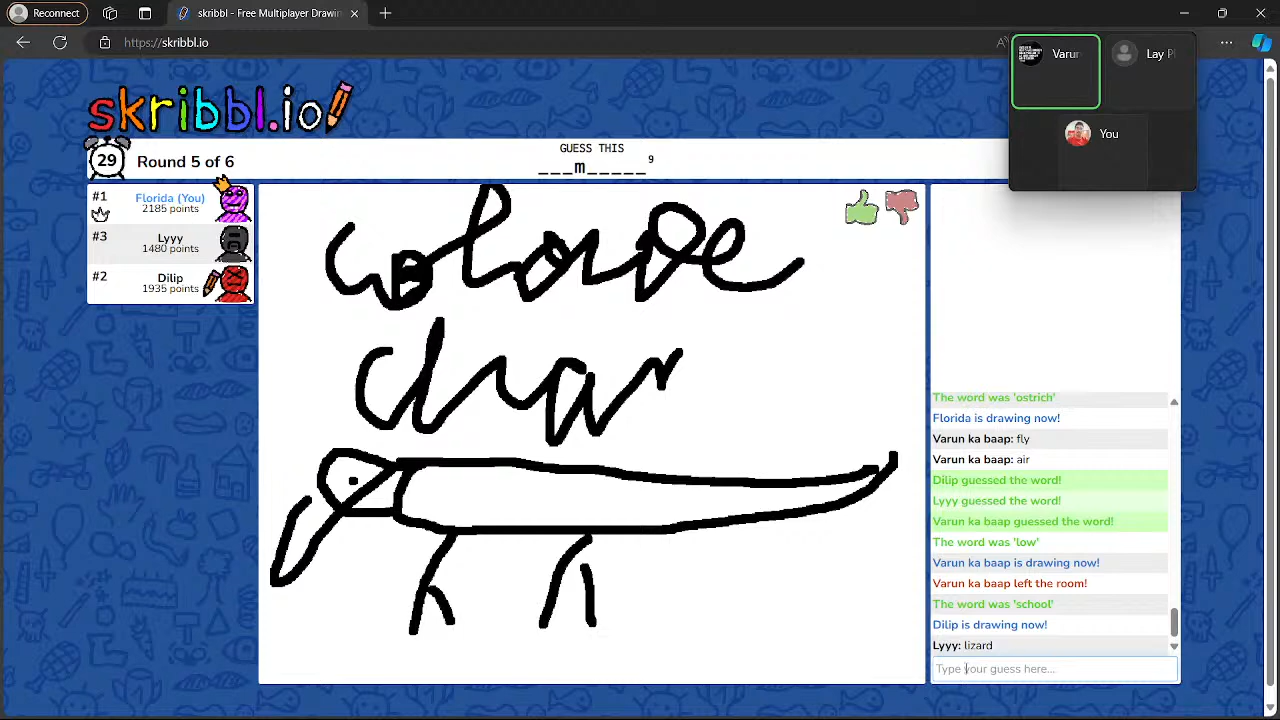 Reconnect
skribbl - Free Multiplayer Drawin
https://skribbl.io
Varun
Lay Pl
You
skribbl.io
29
Round 5 of 6
GUESS THIS
___m_____ 9
#1
Florida (You)
2185 points
#3
Lyyy
1480 points
#2
Dilip
1935 points
The word was 'ostrich'
Florida is drawing now!
Varun ka baap: fly
Varun ka baap: air
Dilip guessed the word!
Lyyy guessed the word!
Varun ka baap guessed the word!
The word was 'low'
Varun ka baap is drawing now!
Varun ka baap left the room!
The word was 'school'
Dilip is drawing now!
Lyyy: lizard
Type your guess here...